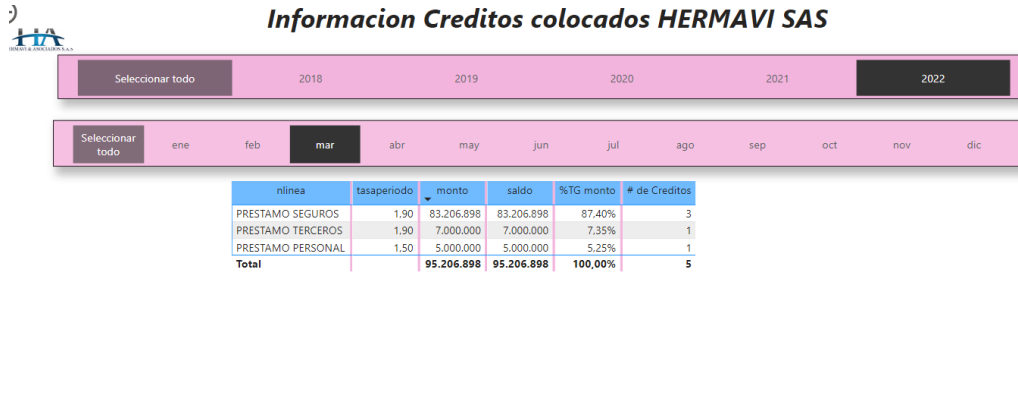 Informacion Creditos colocados HERMAVI SAS
HA
HERMAVI & ASOCIADOS S.A.S
Seleccionar todo 2018 2019 2020 2021 2022
Seleccionar todo ene feb mar abr may jun jul ago sep oct nov dic
nlinea tasaperiodo monto saldo %TG monto # de Creditos
PRESTAMO SEGUROS 1,90 83.206.898 83.206.898 87,40% 3
PRESTAMO TERCEROS 1,90 7.000.000 7.000.000 7,35% 1
PRESTAMO PERSONAL 1,50 5.000.000 5.000.000 5,25% 1
Total 95.206.898 95.206.898 100,00% 5